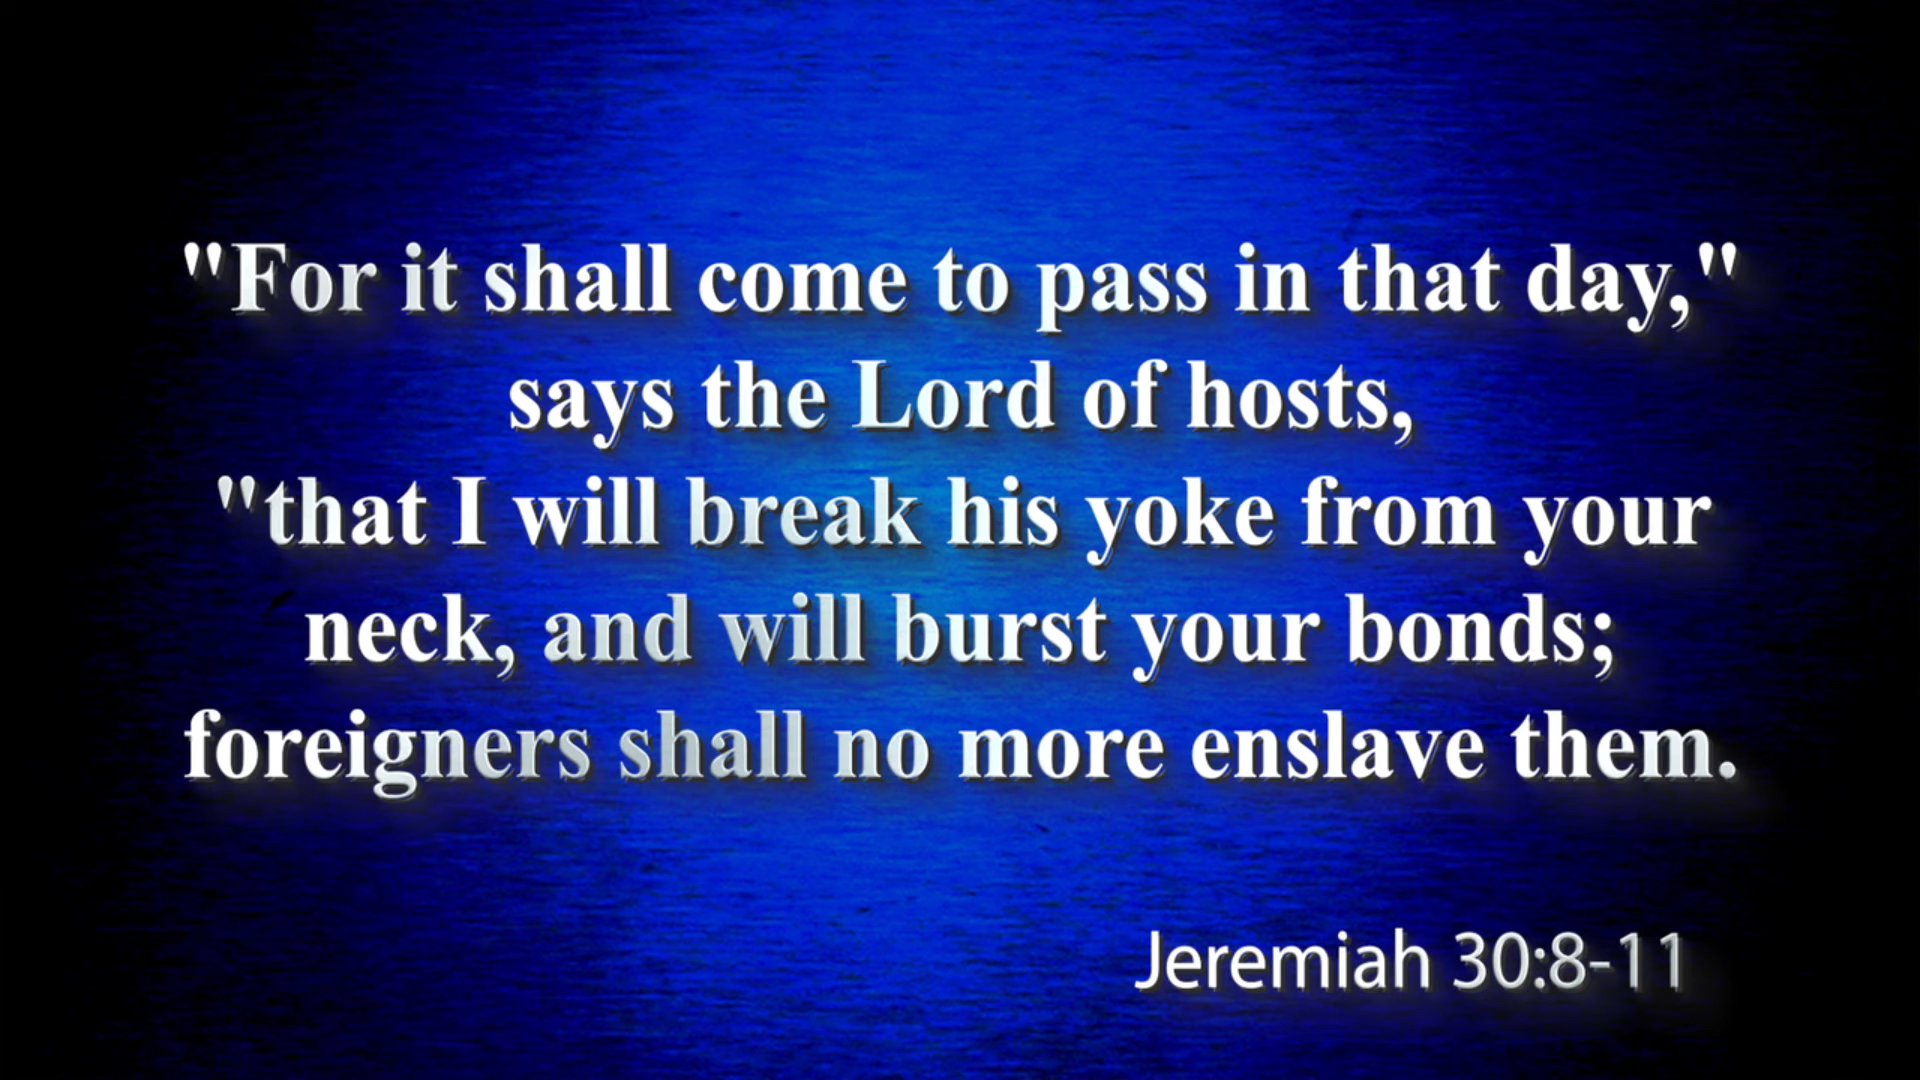 "For it shall come to pass in that day,"
says the Lord of hosts,
"that I will break his yoke from your
neck, and will burst your bonds;
foreigners shall no more enslave them.
Jeremiah 30:8-11